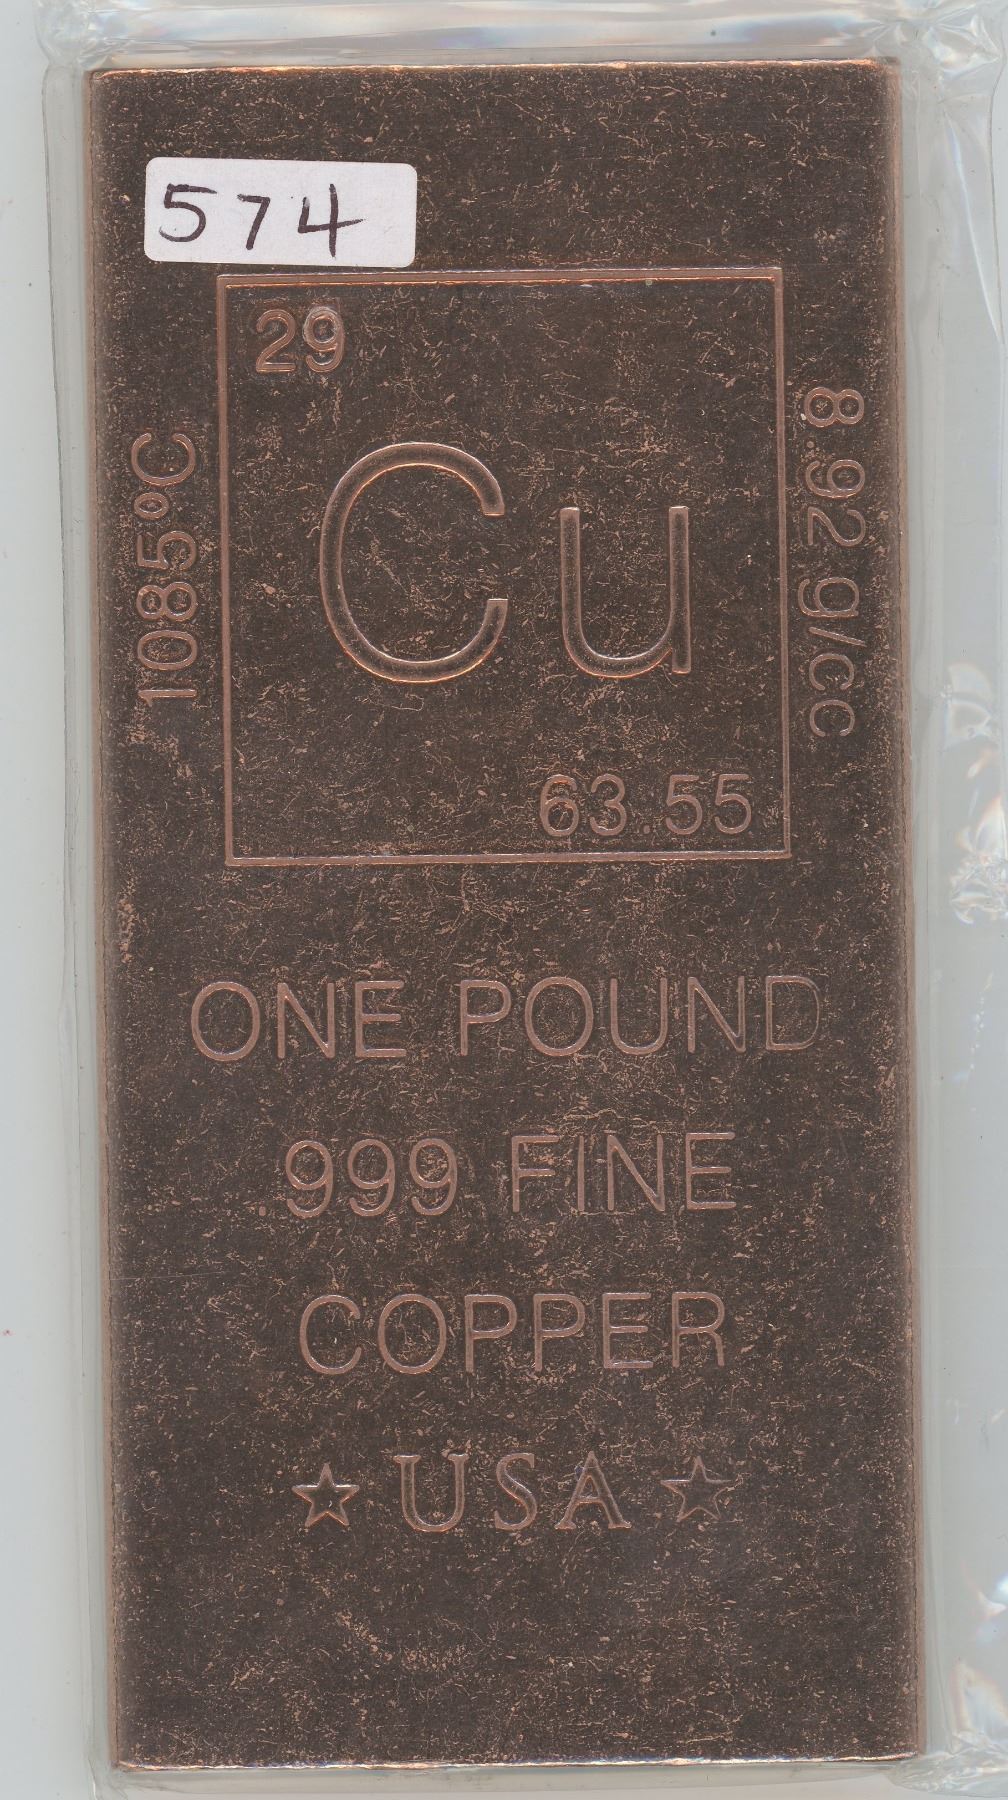 574
29
1085°C
8.92 g/cc
Cu
63.55
ONE POUND
.999 FINE
COPPER
☆ USA ☆